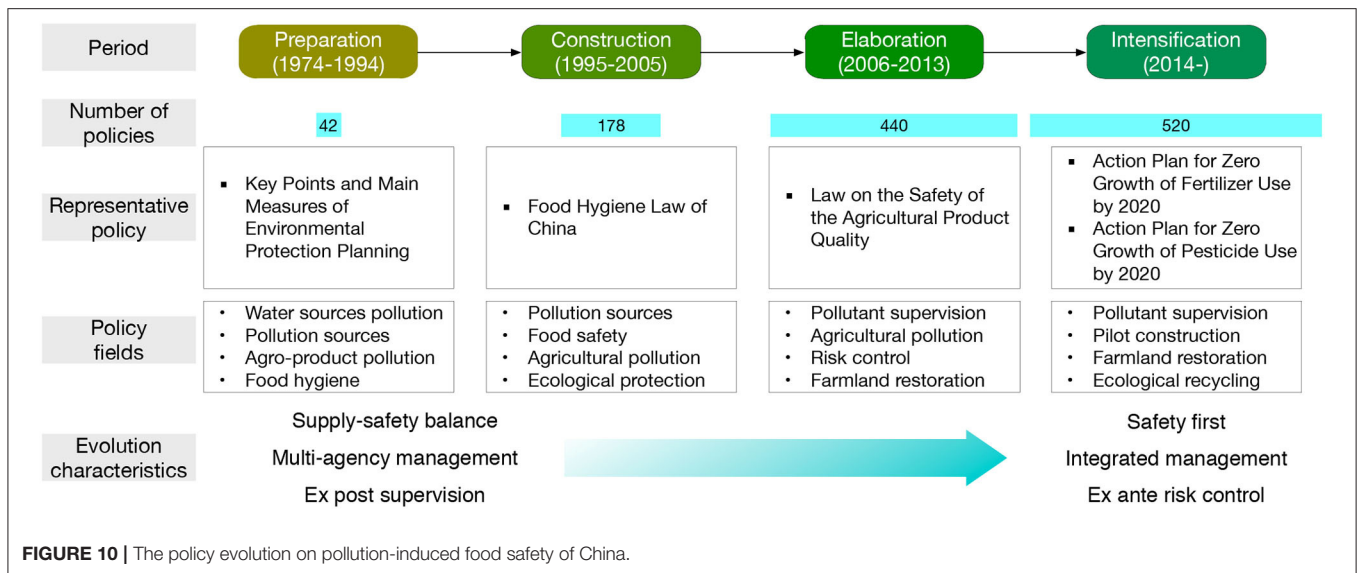 Period
Preparation
(1974-1994)
Construction
(1995-2005)
Elaboration
(2006-2013)
Intensification
(2014-)
Number of
policies
42
178
440
520
Representative
policy
▪ Key Points and Main
Measures of
Environmental
Protection Planning
▪ Food Hygiene Law of
China
▪ Law on the Safety of
the Agricultural Product
Quality
▪ Action Plan for Zero
Growth of Fertilizer Use
by 2020
▪ Action Plan for Zero
Growth of Pesticide Use
by 2020
Policy
fields
• Water sources pollution
• Pollution sources
• Agro-product pollution
• Food hygiene
• Pollution sources
• Food safety
• Agricultural pollution
• Ecological protection
• Pollutant supervision
• Agricultural pollution
• Risk control
• Farmland restoration
• Pollutant supervision
• Pilot construction
• Farmland restoration
• Ecological recycling
Evolution
characteristics
Supply-safety balance
Multi-agency management
Ex post supervision
Safety first
Integrated management
Ex ante risk control
FIGURE 10 | The policy evolution on pollution-induced food safety of China.